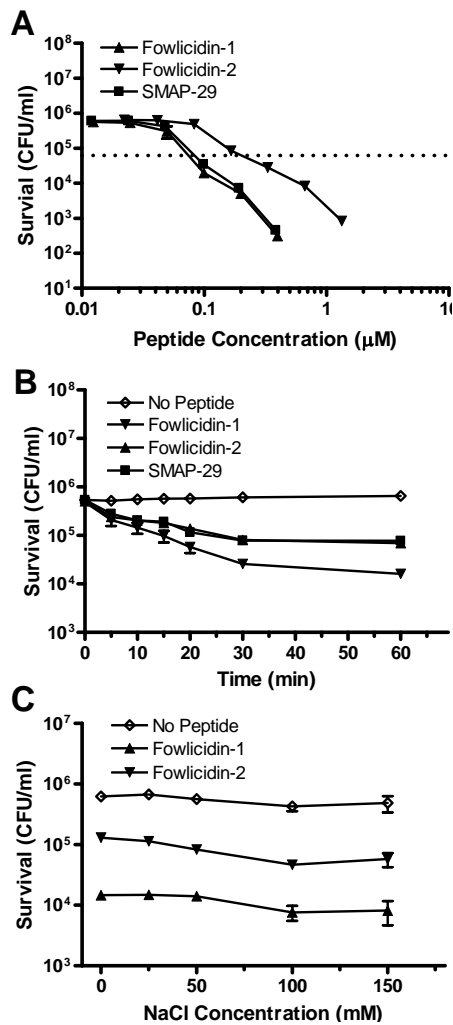 A
Fowlicidin-1
Fowlicidin-2
SMAP-29
Survial (CFU/ml)
10⁸
10⁷
10⁶
10⁵
10⁴
10³
10²
10¹
0.01 0.1 1 10
Peptide Concentration (µM)
B
No Peptide
Fowlicidin-1
Fowlicidin-2
SMAP-29
Survival (CFU/ml)
10⁸
10⁷
10⁶
10⁵
10⁴
10³
0 10 20 30 40 50 60
Time (min)
C
No Peptide
Fowlicidin-1
Fowlicidin-2
Survival (CFU/ml)
10⁷
10⁶
10⁵
10⁴
10³
0 50 100 150
NaCl Concentration (mM)